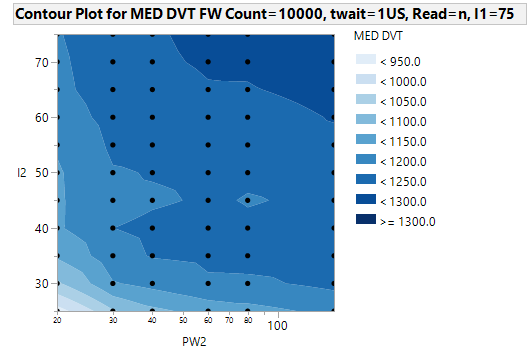 Contour Plot for MED DVT FW Count=10000, twait=1US, Read=n, I1=75
MED DVT
< 950.0
< 1000.0
< 1050.0
< 1100.0
< 1150.0
< 1200.0
< 1250.0
< 1300.0
>= 1300.0
70
60
I2 50
40
30
20 30 40 50 60 70 80 100
PW2